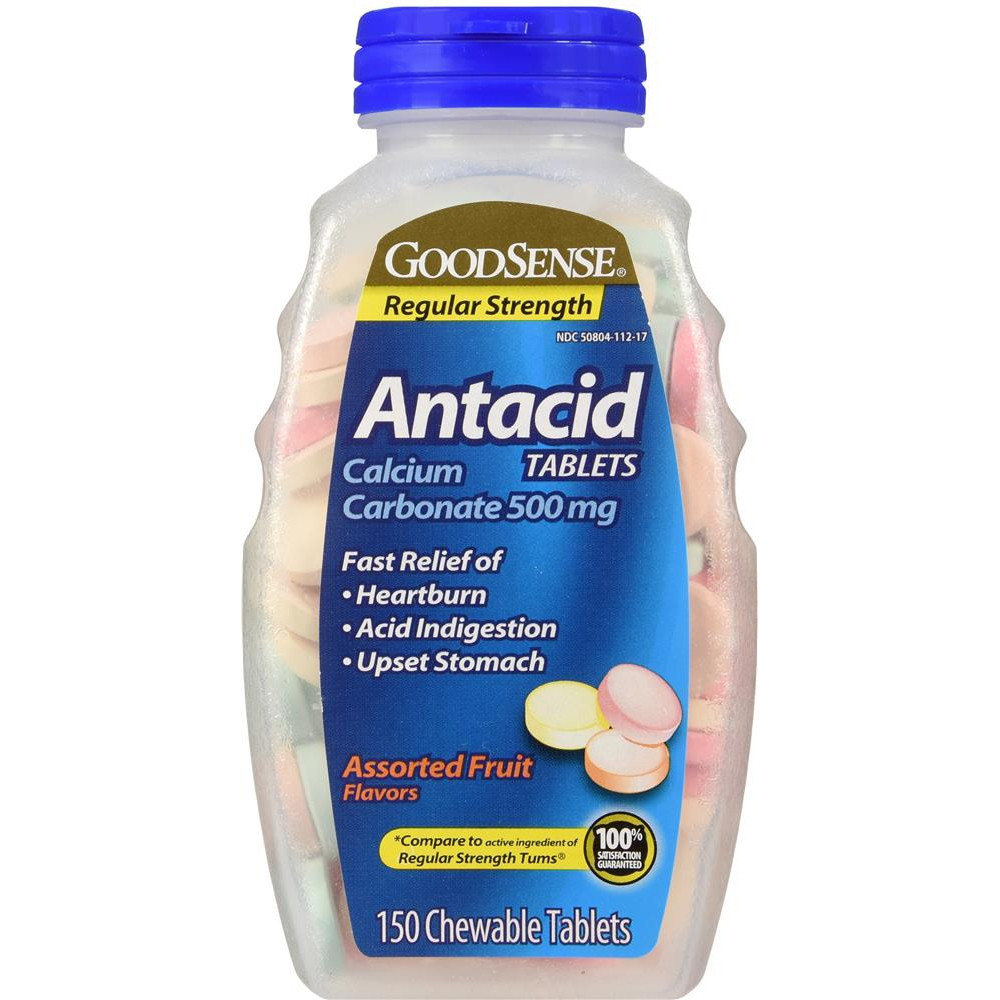 GOODSENSE®
Regular Strength
NDC 50804-112-17
Antacid
TABLETS
Calcium
Carbonate 500 mg
Fast Relief of
• Heartburn
• Acid Indigestion
• Upset Stomach
Assorted Fruit
Flavors
*Compare to active ingredient of
Regular Strength Tums®
100%
SATISFACTION
GUARANTEED
150 Chewable Tablets